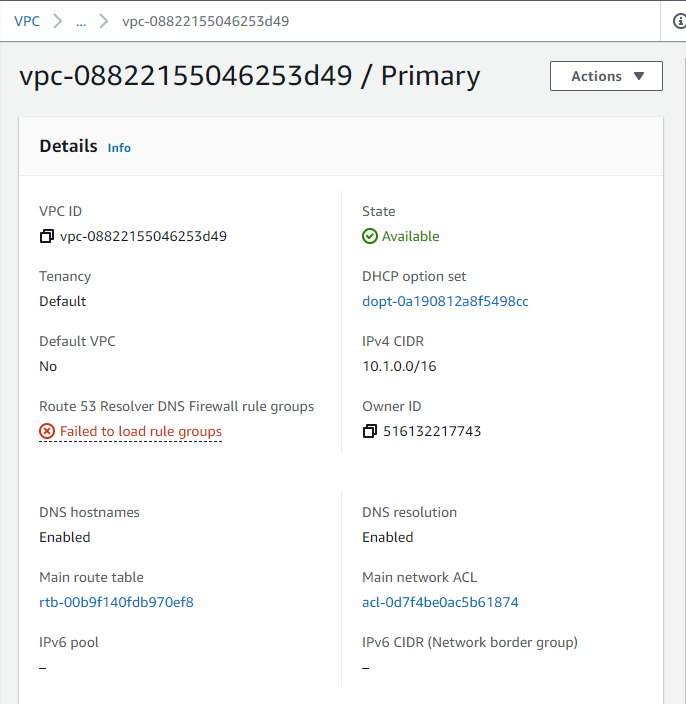 VPC > ... > vpc-08822155046253d49
vpc-08822155046253d49 / Primary
Actions
Details Info
VPC ID
vpc-08822155046253d49
State
Available
Tenancy
Default
DHCP option set
dopt-0a190812a8f5498cc
Default VPC
No
IPv4 CIDR
10.1.0.0/16
Route 53 Resolver DNS Firewall rule groups
Failed to load rule groups
Owner ID
516132217743
DNS hostnames
Enabled
DNS resolution
Enabled
Main route table
rtb-00b9f140fdb970ef8
Main network ACL
acl-0d7f4be0ac5b61874
IPv6 pool
–
IPv6 CIDR (Network border group)
–